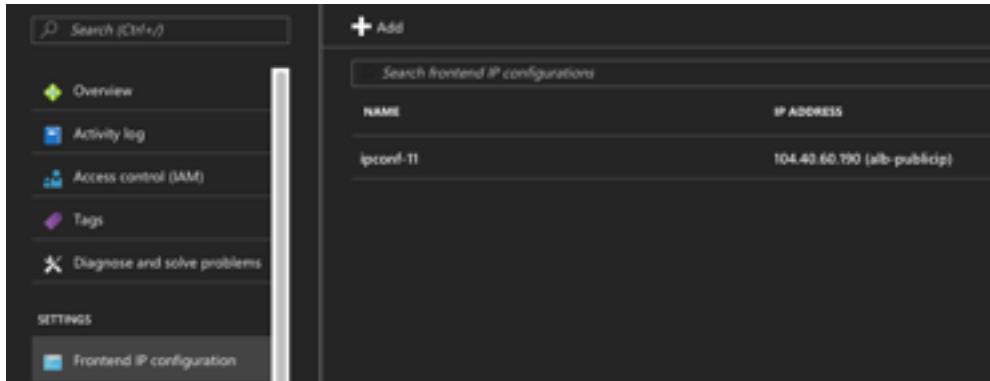 Search (Ctrl+/)
Overview
Activity log
Access control (IAM)
Tags
Diagnose and solve problems
SETTINGS
Frontend IP configuration
Add
Search frontend IP configurations
NAME IP ADDRESS
ipconf-11 104.40.60.190 (alb-publicip)